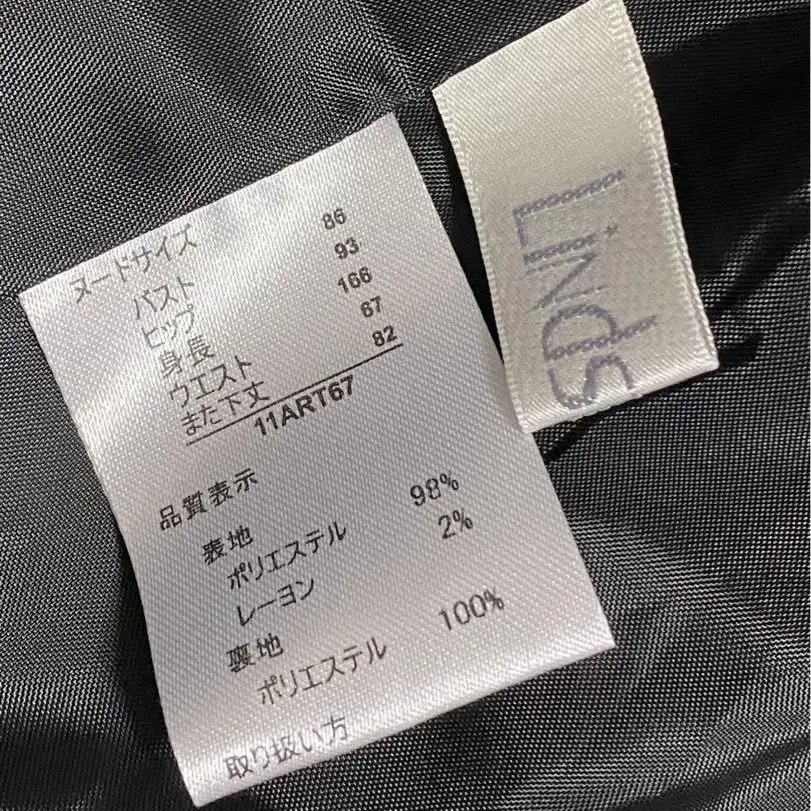 ヌードサイズ
バスト 86
ヒップ 93
身長 166
ウエスト 67
また下丈 82
11ART67
品質表示
表地
ポリエステル 98%
レーヨン 2%
裏地
ポリエステル 100%
取り扱い方